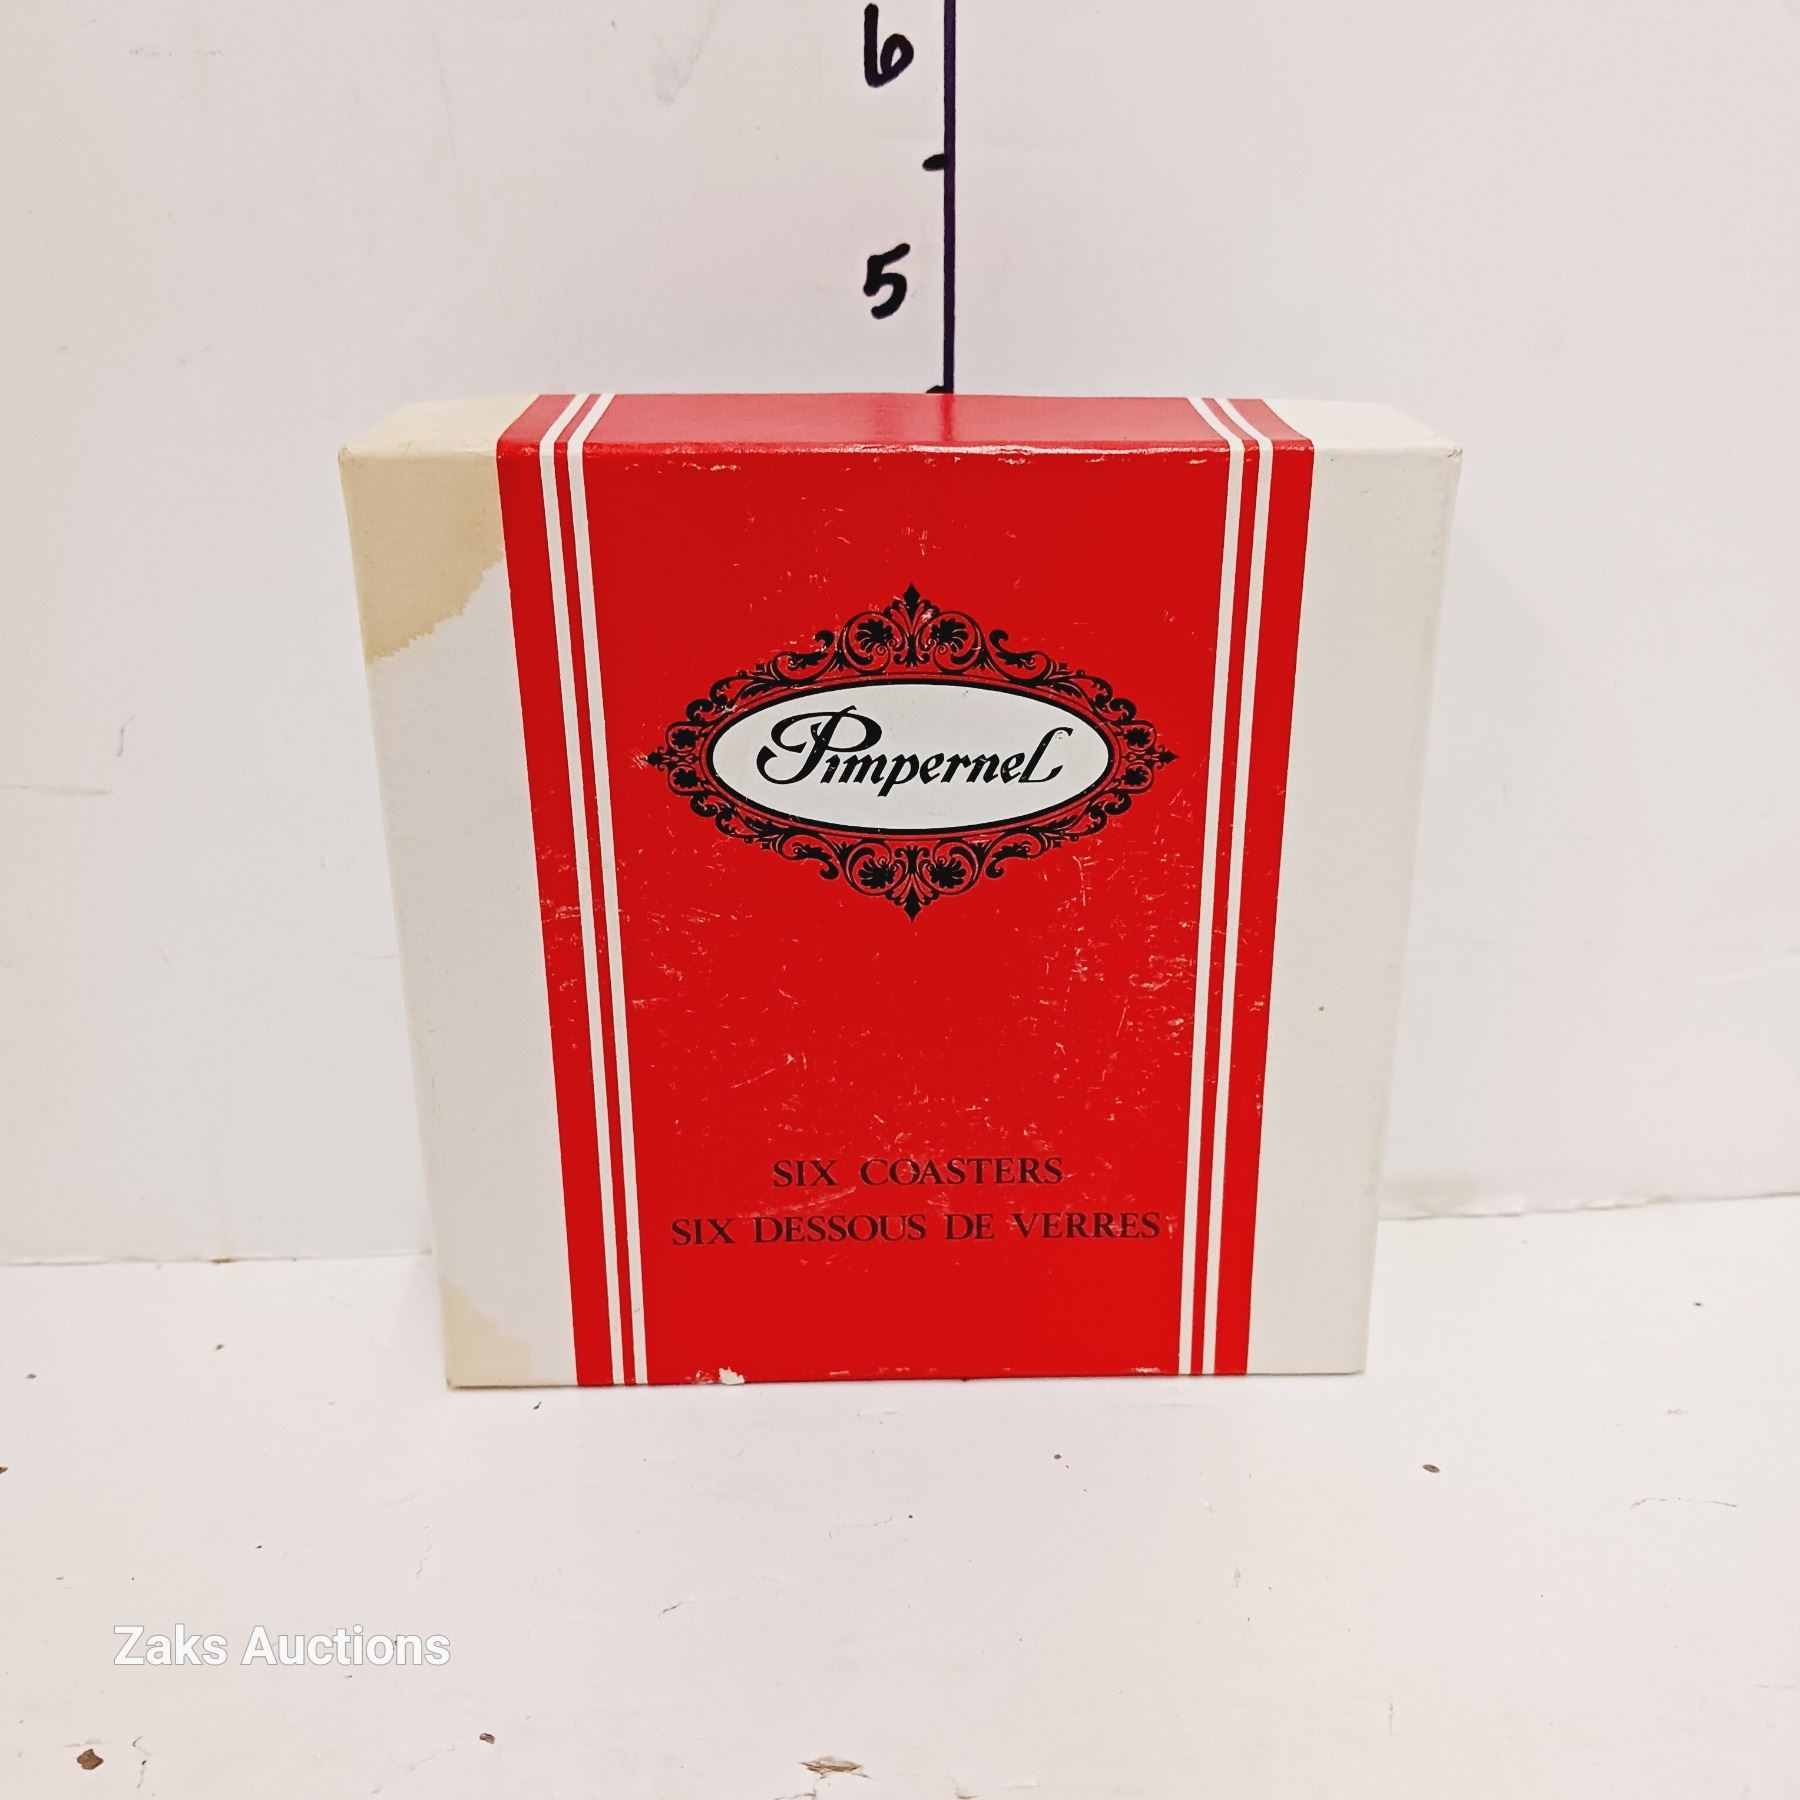 6
5
Pimpernel
SIX COASTERS
SIX DESSOUS DE VERRES
Zaks Auctions